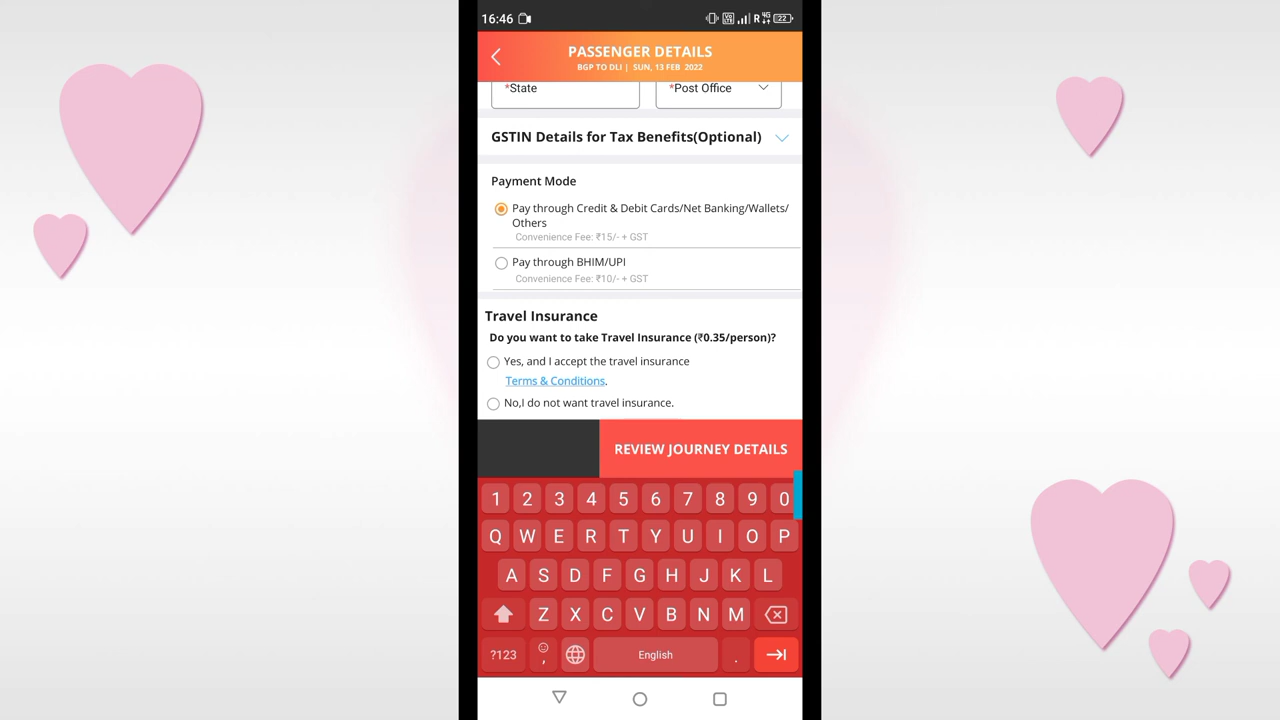 16:46 R 4G 22
PASSENGER DETAILS
BGP TO DLI | SUN, 13 FEB 2022
*State *Post Office
GSTIN Details for Tax Benefits(Optional)
Payment Mode
Pay through Credit & Debit Cards/Net Banking/Wallets/
Others
Convenience Fee: ₹15/- + GST
Pay through BHIM/UPI
Convenience Fee: ₹10/- + GST
Travel Insurance
Do you want to take Travel Insurance (₹0.35/person)?
Yes, and I accept the travel insurance
Terms & Conditions.
No,I do not want travel insurance.
REVIEW JOURNEY DETAILS
1 2 3 4 5 6 7 8 9 0
Q W E R T Y U I O P
A S D F G H J K L
Z X C V B N M
?123 , English .